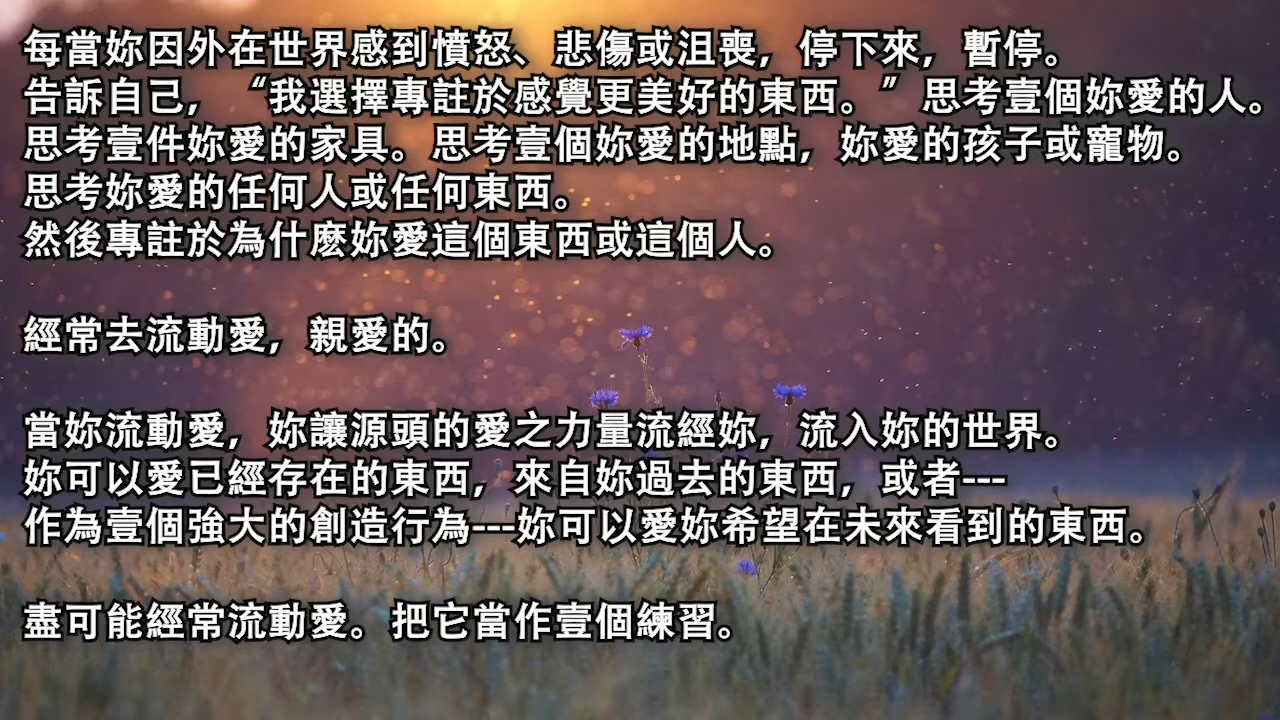 每當妳因外在世界感到憤怒、悲傷或沮喪，停下來，暫停。
告訴自己，“我選擇專註於感覺更美好的東西。”思考壹個妳愛的人。
思考壹件妳愛的家具。思考壹個妳愛的地點，妳愛的孩子或寵物。
思考妳愛的任何人或任何東西。
然後專註於為什麽妳愛這個東西或這個人。
經常去流動愛，親愛的。
當妳流動愛，妳讓源頭的愛之力量流經妳，流入妳的世界。
妳可以愛已經存在的東西，來自妳過去的東西，或者---
作為壹個強大的創造行為---妳可以愛妳希望在未來看到的東西。
盡可能經常流動愛。把它當作壹個練習。